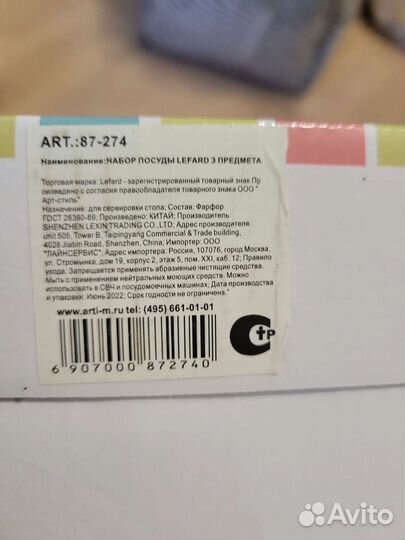 ART.:87-274
Наименование:НАБОР ПОСУДЫ LEFARD 3 ПРЕДМЕТА
Торговая марка: Lefard - зарегистрированный товарный знак.Пр
оизведено с согласия правообладателя товарного знака ООО "
Арт-стиль"
Назначение: для сервировки стола; Состав: Фарфор
ГОСТ 28390-89; Произведено: КИТАЙ; Производитель:
SHENZHEN LEXIN TRADING CO.,LTD; Адрес производителя:
unit 505, Tower B, Taipingyang Commercial & Trade building,
4028 Jiabin Road, Shenzhen, China; Импортер: ООО
"ЛАЙНСЕРВИС"; Адрес импортера: Россия, 107076, город Москва,
ул. Стромынка, дом 19, корпус 2, этаж 5, пом. XXI, каб. 12; Правило
ухода: Запрещается применять абразивные чистящие средства.
Мыть с применением нейтральных моющих средств. Можно
использовать в СВЧ и посудомоечных машинах; Дата производства
и упаковки: Июнь 2022; Срок годности не ограничен.
www.arti-m.ru tel: (495) 661-01-01
6 907000 872740
Avito